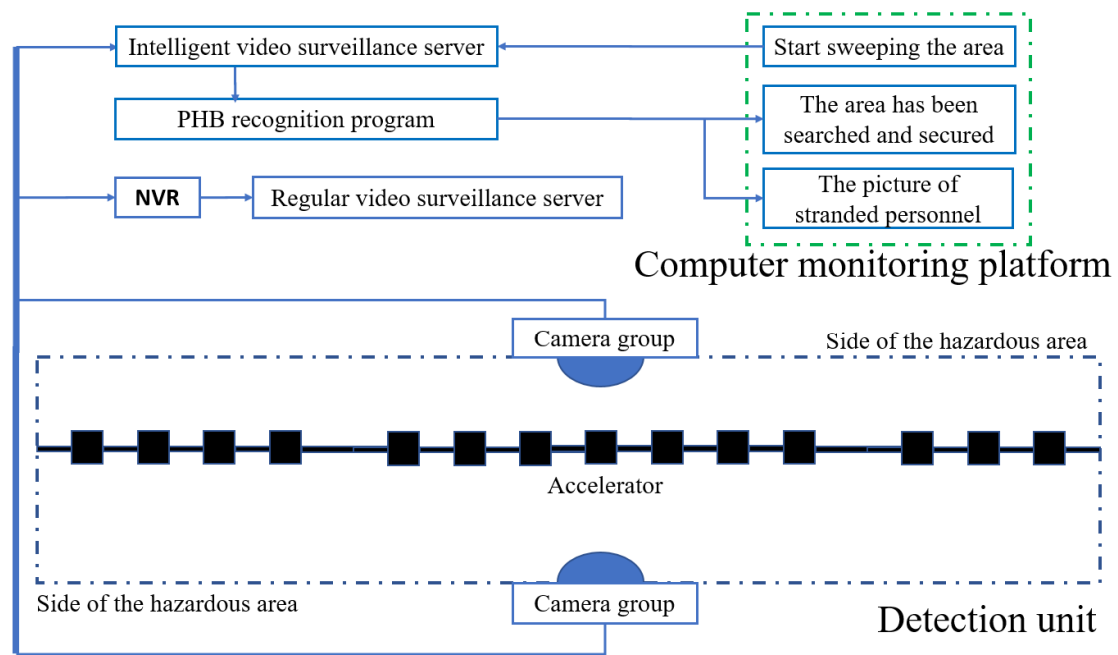 Intelligent video surveillance server
Start sweeping the area
PHB recognition program
The area has been
searched and secured
NVR
Regular video surveillance server
The picture of
stranded personnel
Computer monitoring platform
Camera group
Side of the hazardous area
Accelerator
Side of the hazardous area
Camera group
Detection unit